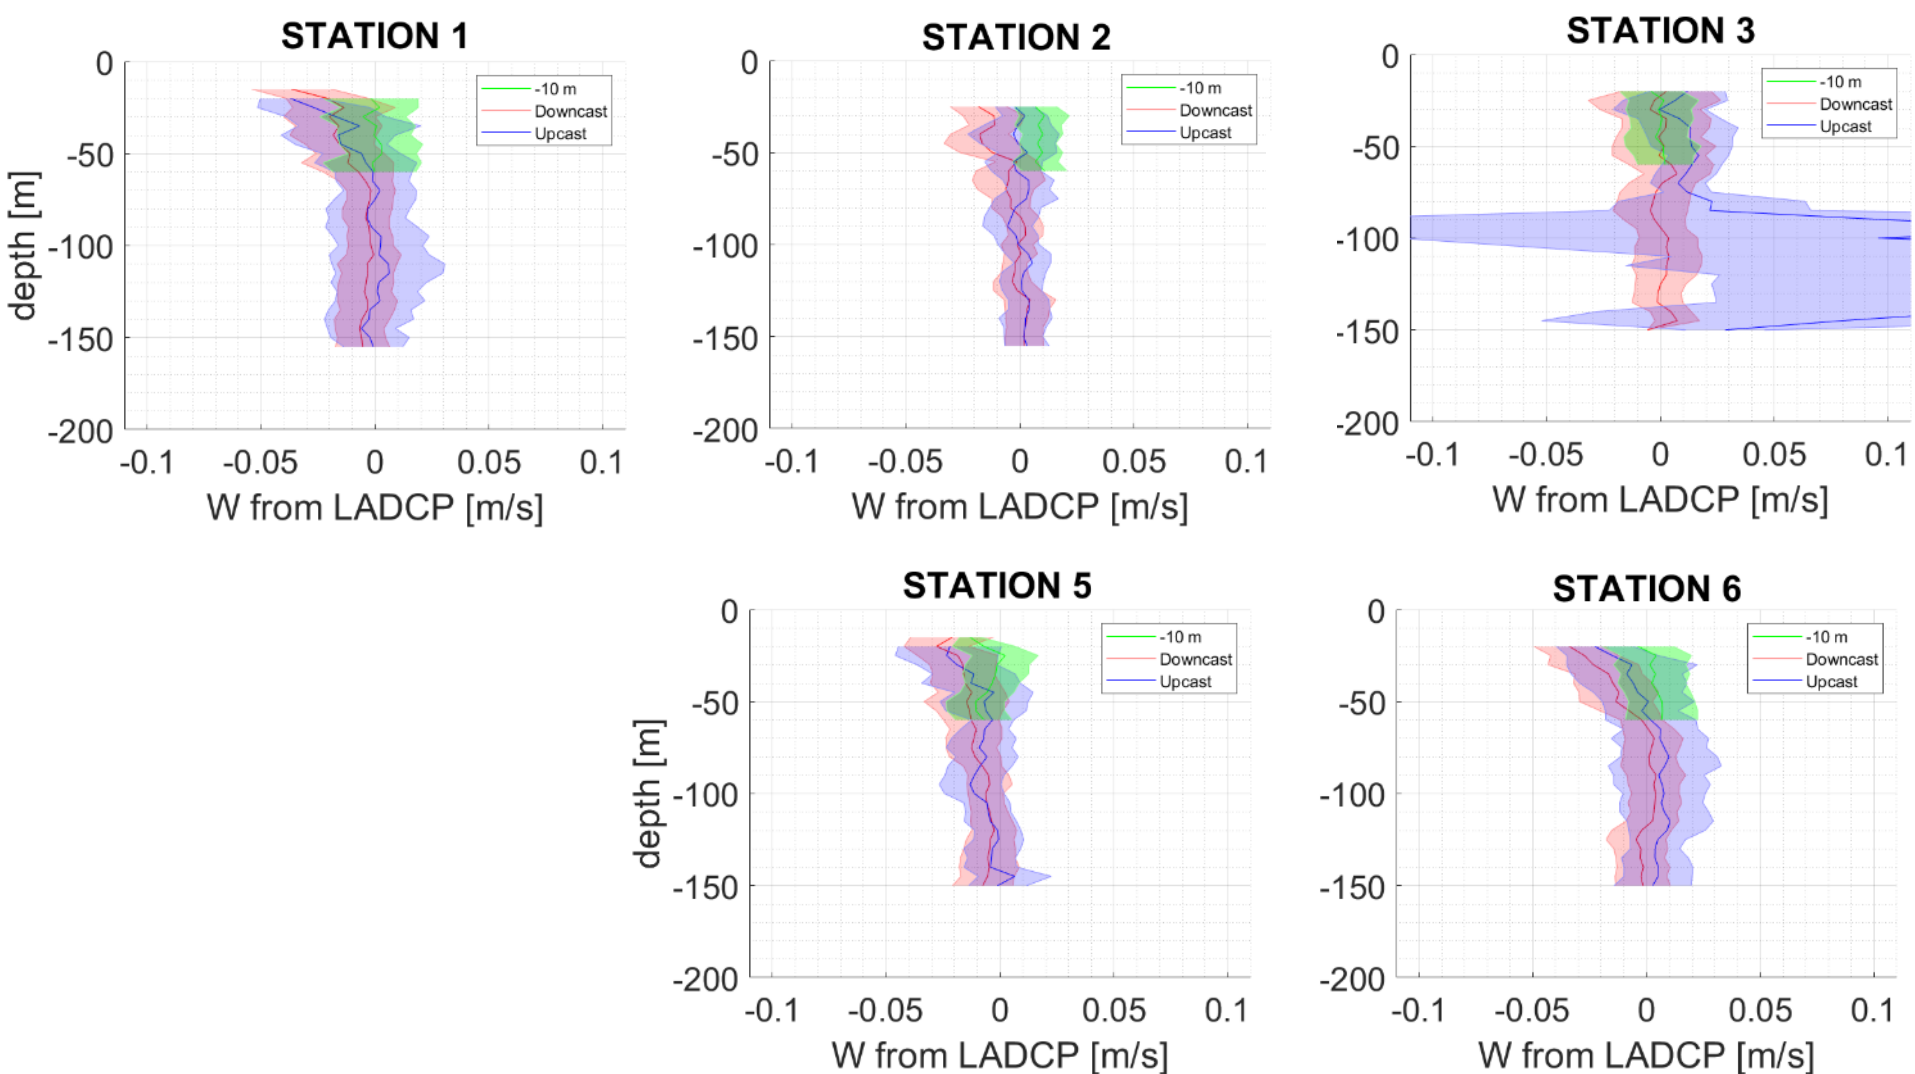 STATION 1
0
-50
-100
-150
-200
depth [m]
-0.1 -0.05 0 0.05 0.1
W from LADCP [m/s]
-10 m
Downcast
Upcast
STATION 2
0
-50
-100
-150
-200
-0.1 -0.05 0 0.05 0.1
W from LADCP [m/s]
-10 m
Downcast
Upcast
STATION 3
0
-50
-100
-150
-200
-0.1 -0.05 0 0.05 0.1
W from LADCP [m/s]
-10 m
Downcast
Upcast
STATION 5
0
-50
-100
-150
-200
depth [m]
-0.1 -0.05 0 0.05 0.1
W from LADCP [m/s]
-10 m
Downcast
Upcast
STATION 6
0
-50
-100
-150
-200
-0.1 -0.05 0 0.05 0.1
W from LADCP [m/s]
-10 m
Downcast
Upcast